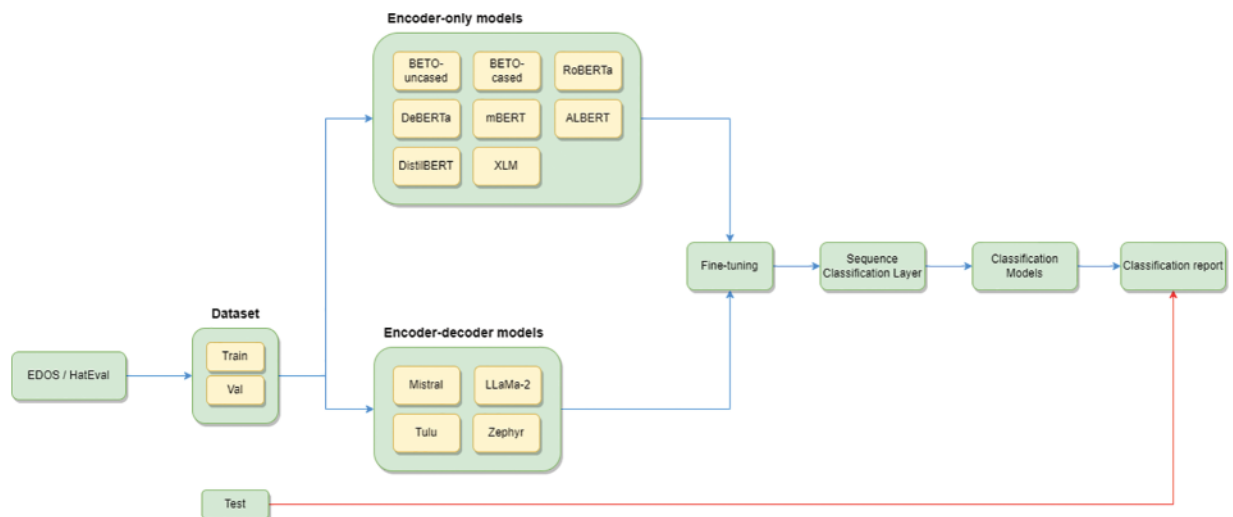 Encoder-only models
BETO-
uncased
BETO-
cased
RoBERTa
DeBERTa
mBERT
ALBERT
DistilBERT
XLM
Fine-tuning
Sequence
Classification Layer
Classification
Models
Classification report
Dataset
Train
Val
EDOS / HatEval
Encoder-decoder models
Mistral
LLaMa-2
Tulu
Zephyr
Test